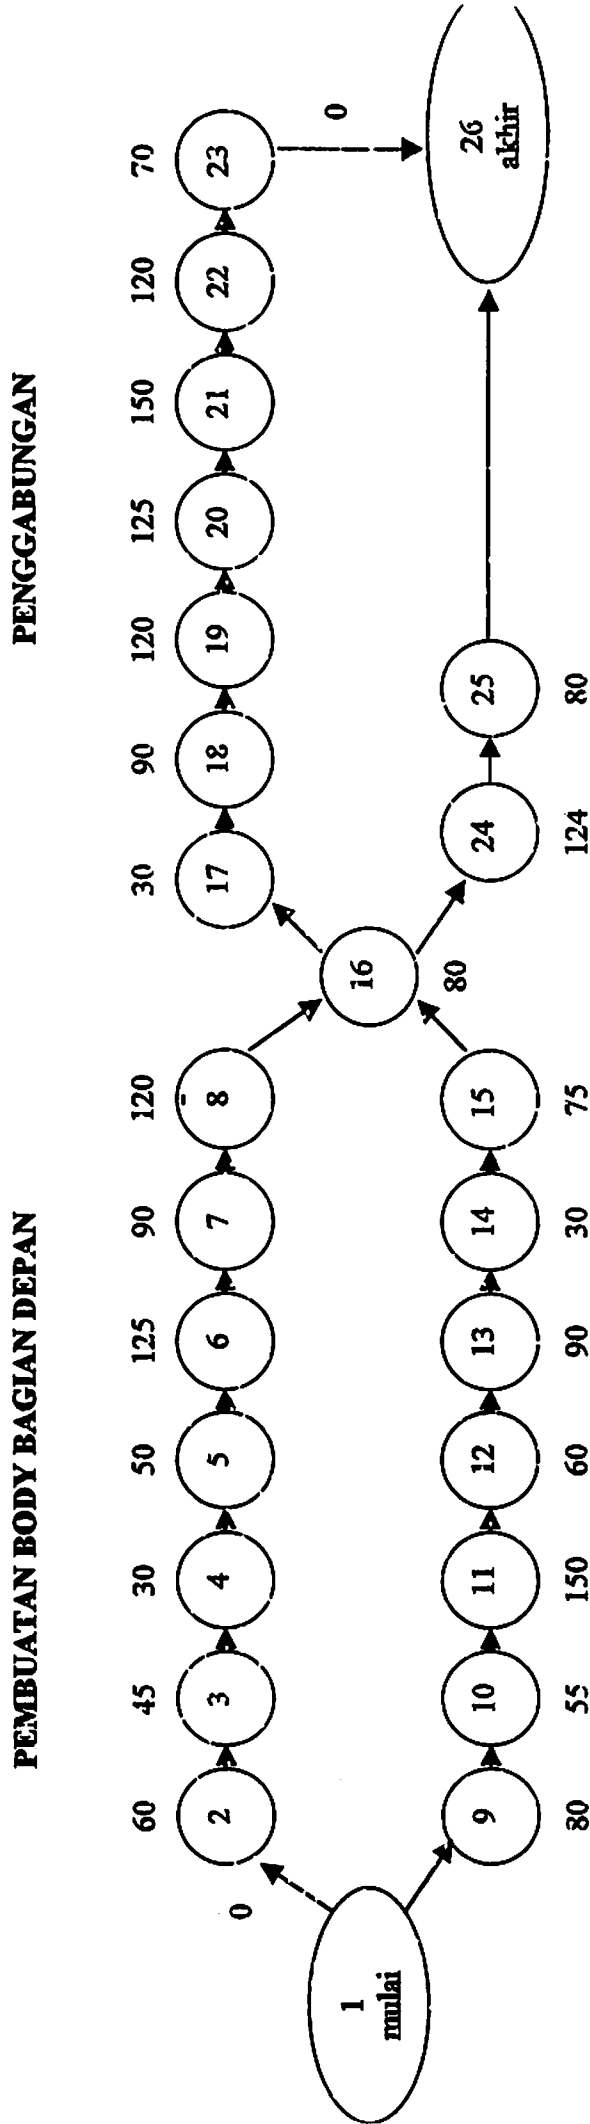 PEMBUATAN BODY BAGIAN DEPAN
PENGGABUNGAN
60 45 30 50 125 90 120
30 90 120 125 150 120 70
0
2 3 4 5 6 7 8
17 18 19 20 21 22 23
0
1
mulai
16
80
26
akhir
9 10 11 12 13 14 15
24 25
80 55 150 60 90 30 75
124 80